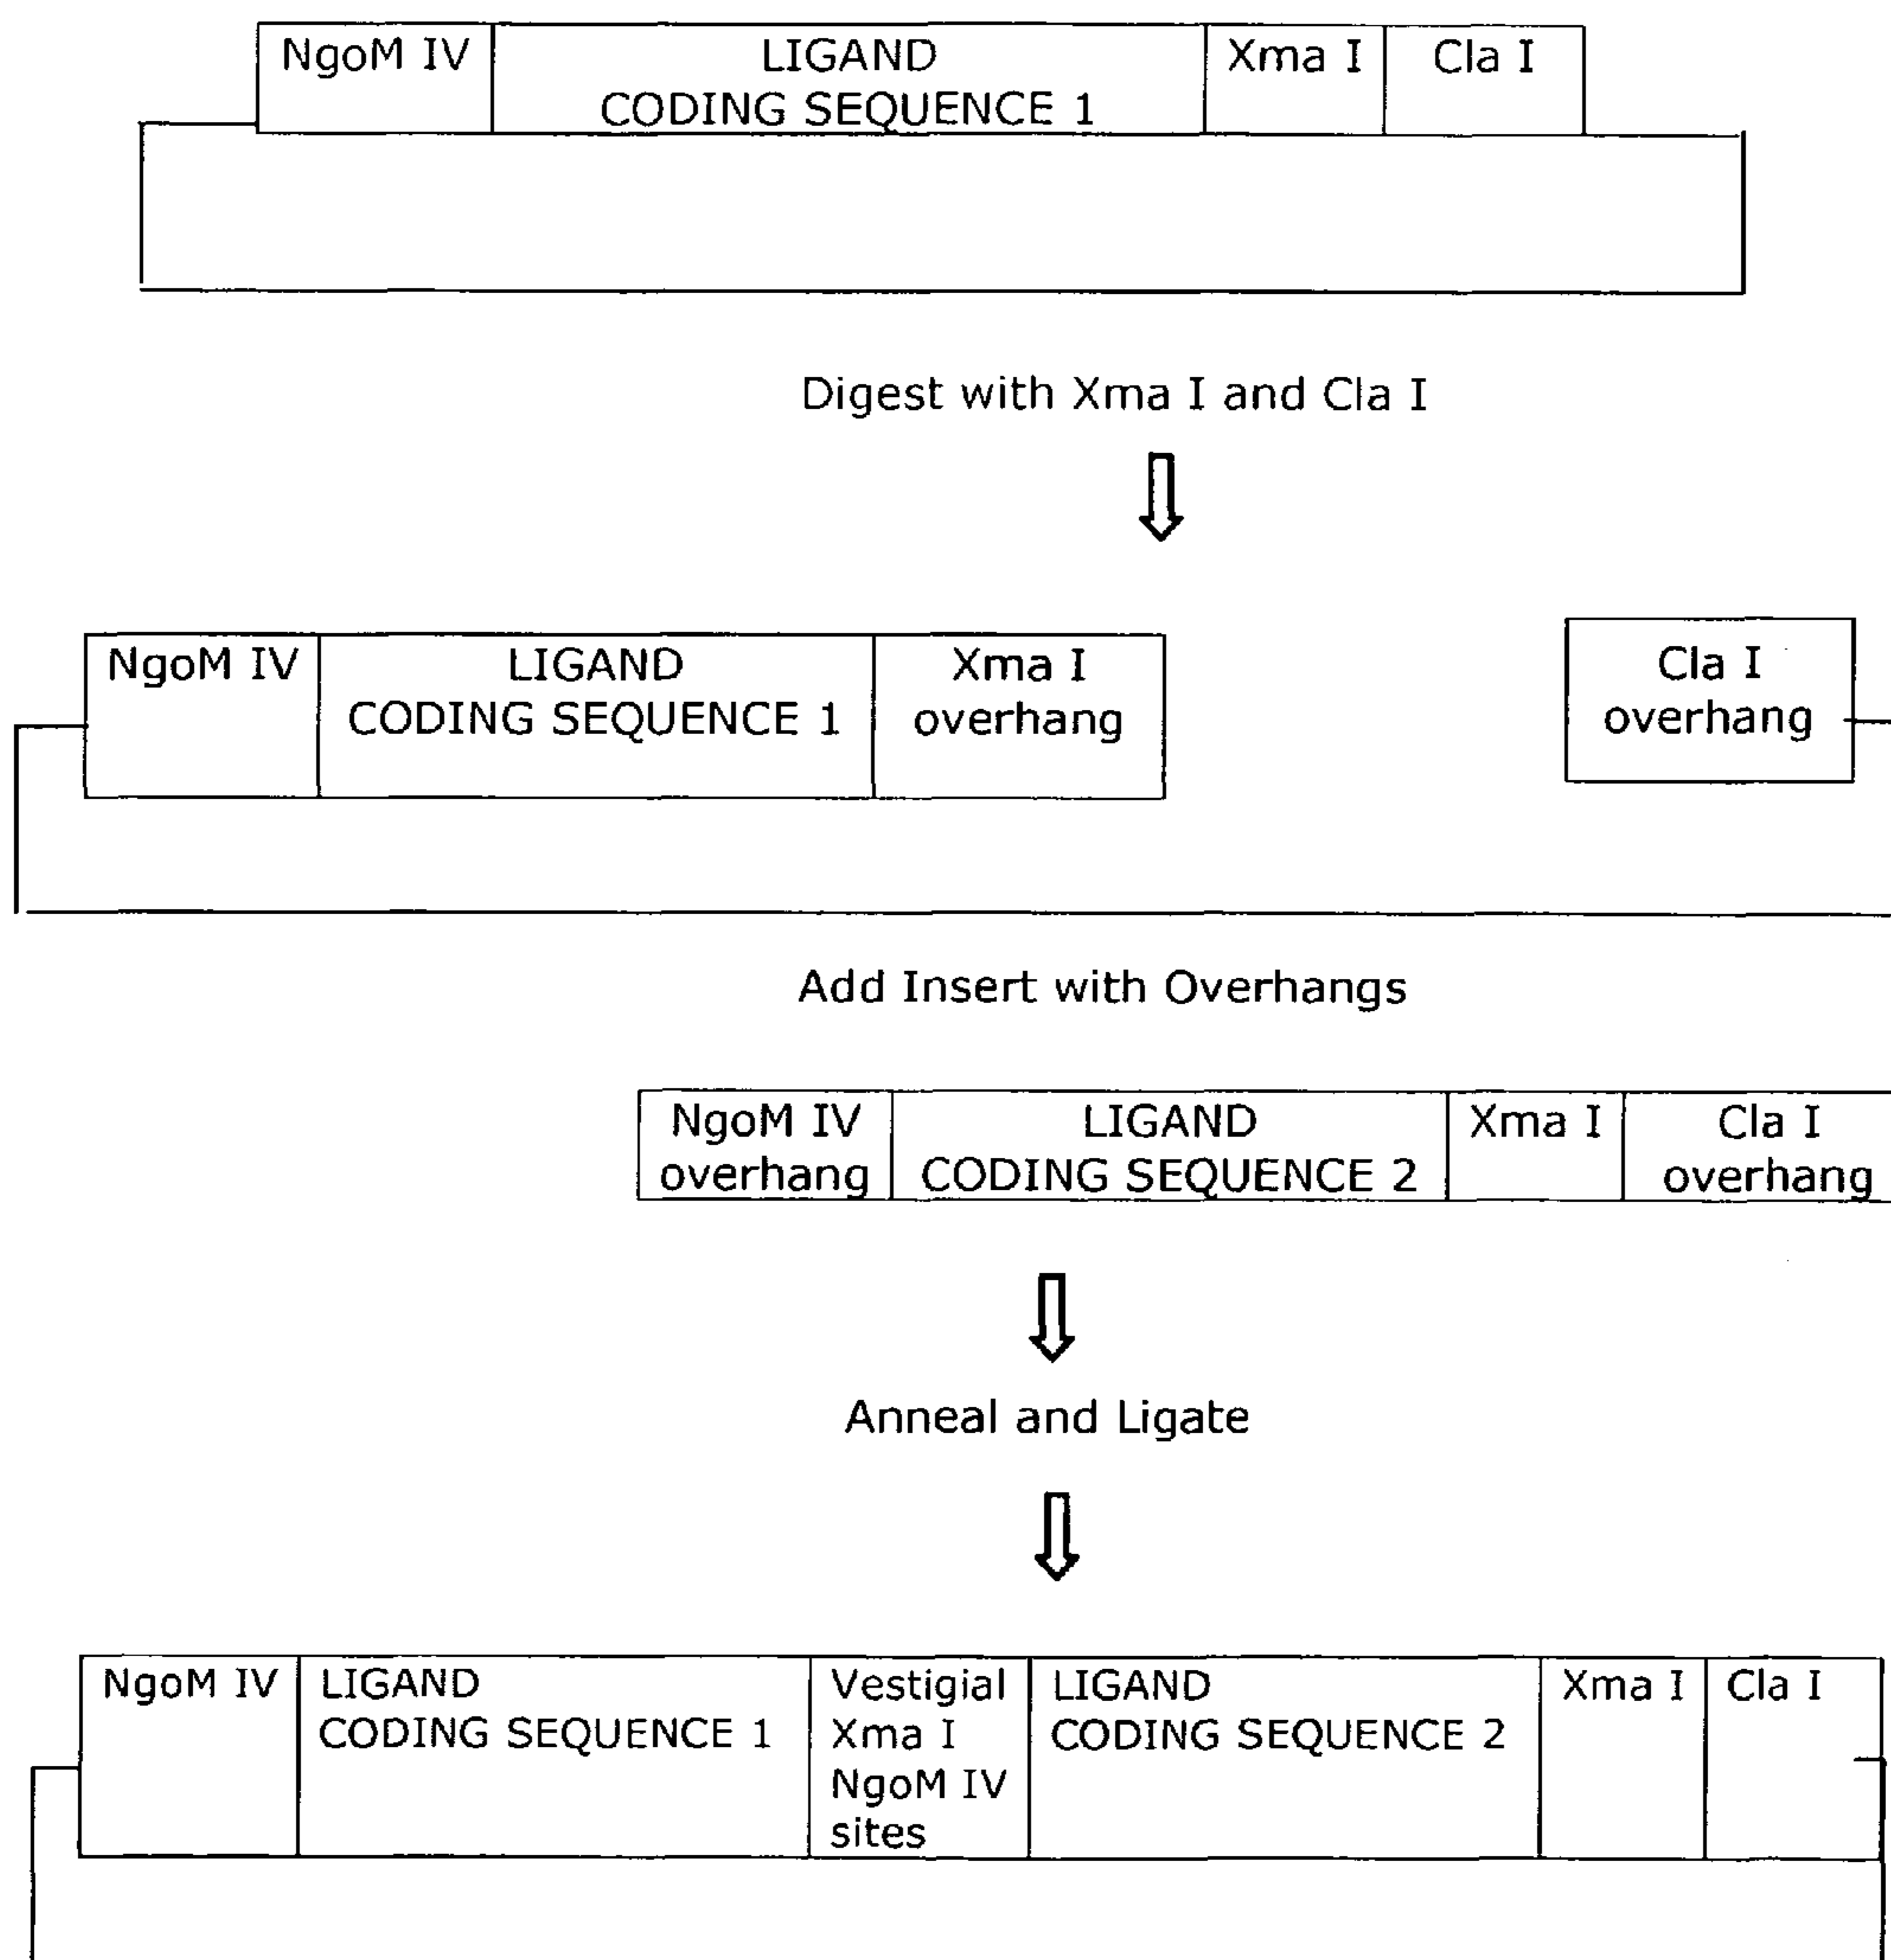 NgoM IV
LIGAND
CODING SEQUENCE 1
Xma I
Cla I
Digest with Xma I and Cla I
NgoM IV
LIGAND
CODING SEQUENCE 1
Xma I
overhang
Cla I
overhang
Add Insert with Overhangs
NgoM IV
overhang
LIGAND
CODING SEQUENCE 2
Xma I
Cla I
overhang
Anneal and Ligate
NgoM IV
LIGAND
CODING SEQUENCE 1
Vestigial
Xma I
NgoM IV
sites
LIGAND
CODING SEQUENCE 2
Xma I
Cla I